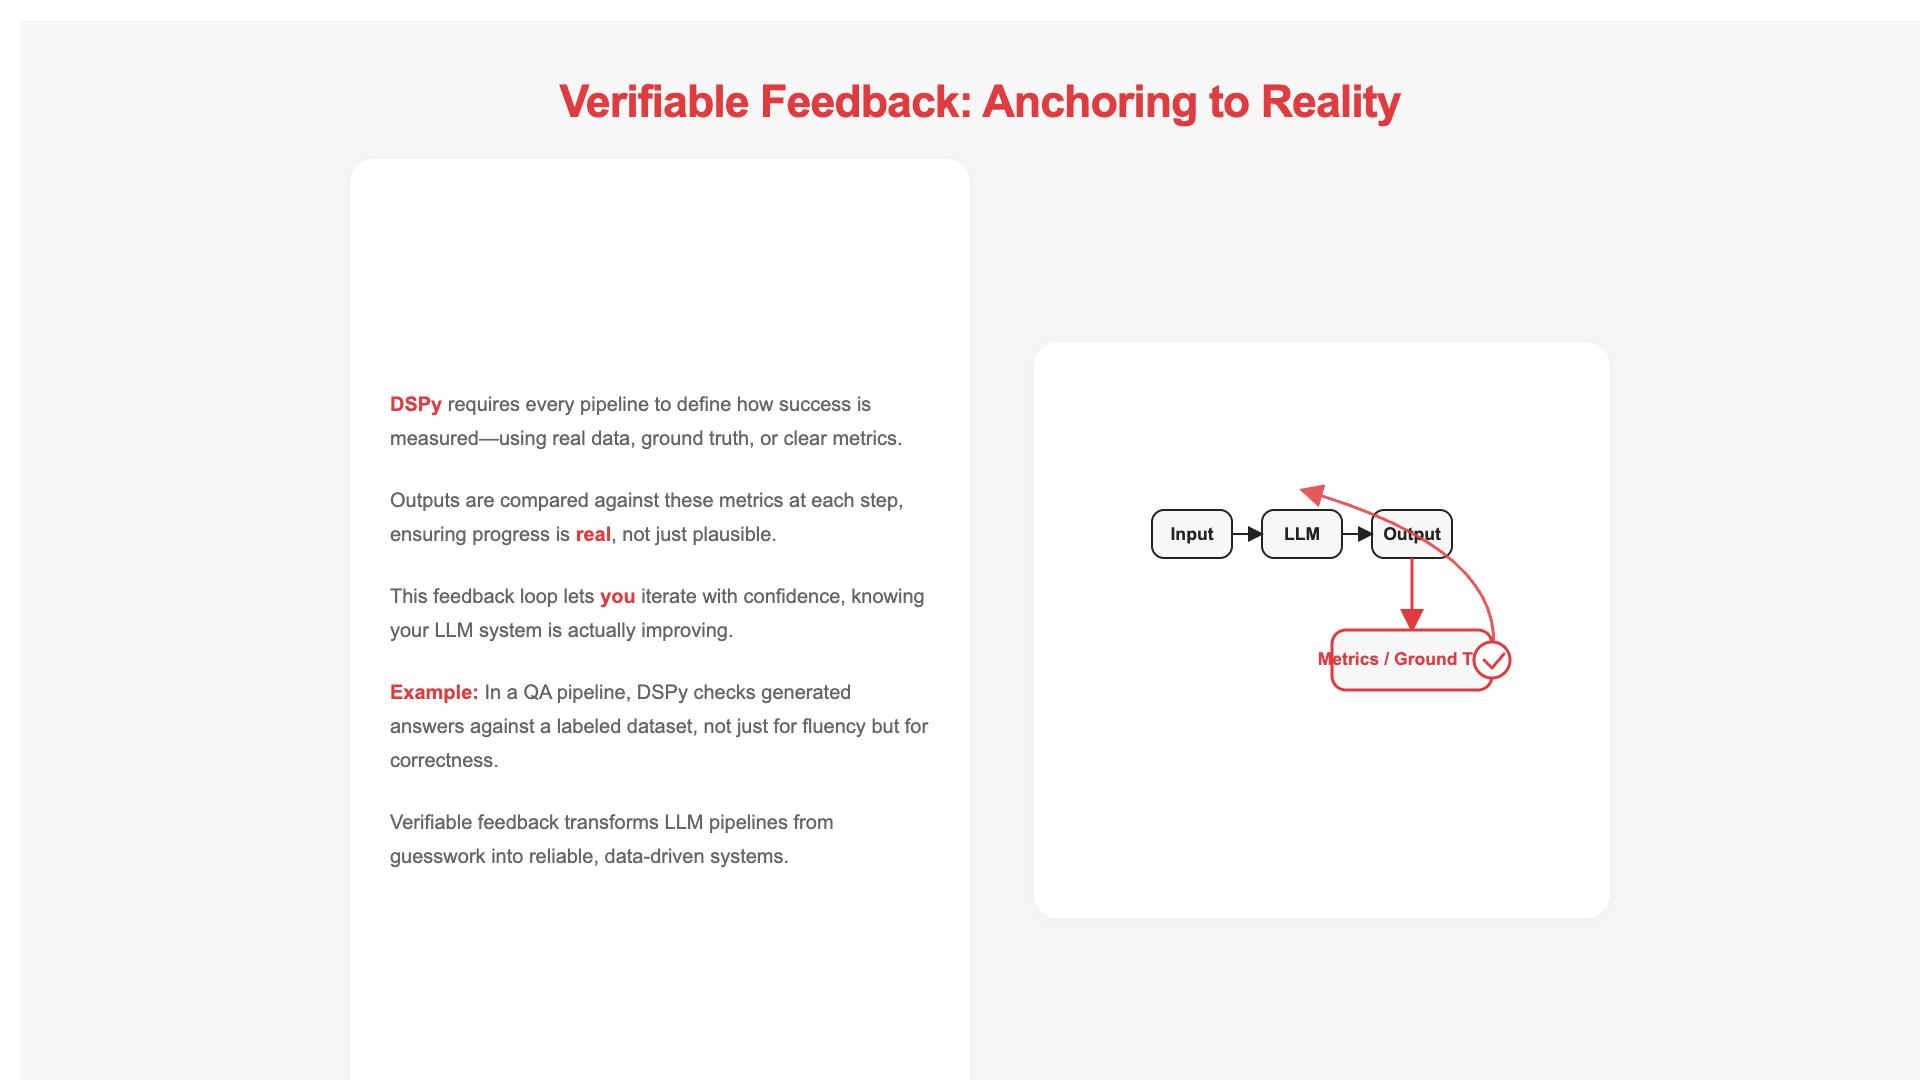 Verifiable Feedback: Anchoring to Reality
DSPy requires every pipeline to define how success is
measured—using real data, ground truth, or clear metrics.
Outputs are compared against these metrics at each step,
ensuring progress is real, not just plausible.
This feedback loop lets you iterate with confidence, knowing
your LLM system is actually improving.
Example: In a QA pipeline, DSPy checks generated
answers against a labeled dataset, not just for fluency but for
correctness.
Verifiable feedback transforms LLM pipelines from
guesswork into reliable, data-driven systems.
Input
LLM
Output
Metrics / Ground T